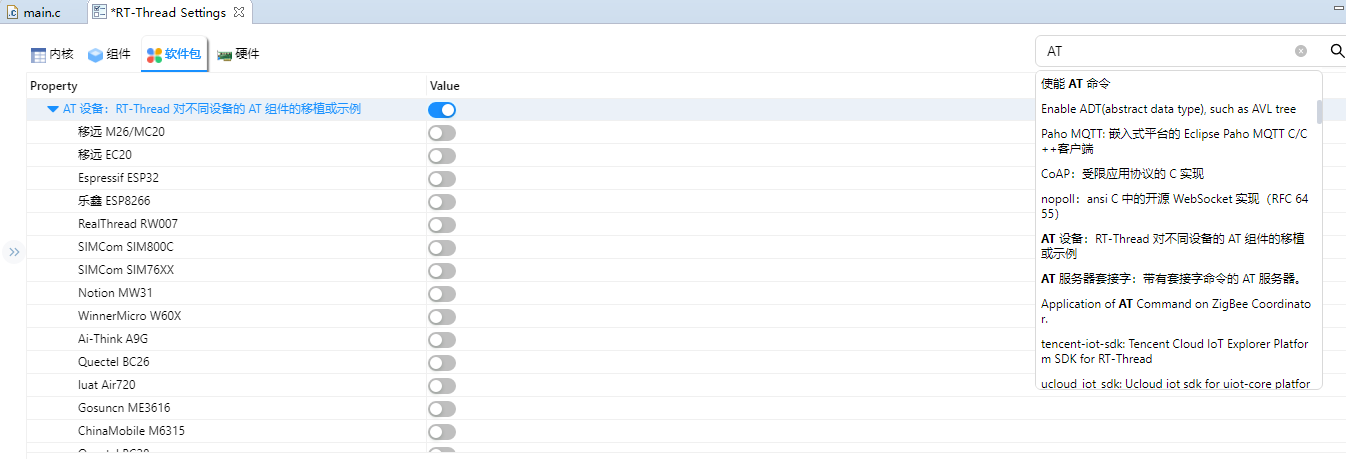 main.c
*RT-Thread Settings
内核 组件 软件包 硬件
AT
Property Value
AT 设备：RT-Thread 对不同设备的 AT 组件的移植或示例
移远 M26/MC20
移远 EC20
Espressif ESP32
乐鑫 ESP8266
RealThread RW007
SIMCom SIM800C
SIMCom SIM76XX
Notion MW31
WinnerMicro W60X
Ai-Think A9G
Quectel BC26
luat Air720
Gosuncn ME3616
ChinaMobile M6315
使能 AT 命令
Enable ADT(abstract data type), such as AVL tree
Paho MQTT: 嵌入式平台的 Eclipse Paho MQTT C/C
++客户端
CoAP：受限应用协议的 C 实现
nopoll：ansi C 中的开源 WebSocket 实现（RFC 64
55）
AT 设备：RT-Thread 对不同设备的 AT 组件的移植
或示例
AT 服务器套接字：带有套接字命令的 AT 服务器。
Application of AT Command on ZigBee Coordinato
r.
tencent-iot-sdk: Tencent Cloud IoT Explorer Platfor
m SDK for RT-Thread
ucloud_iot_sdk: Ucloud iot sdk for uiot-core platfor